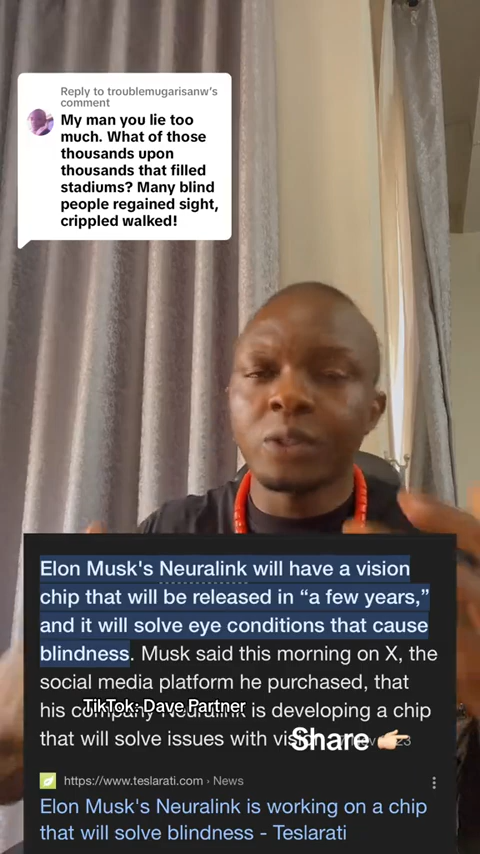 Reply to troublemugarisanw's
comment
My man you lie too
much. What of those
thousands upon
thousands that filled
stadiums? Many blind
people regained sight,
crippled walked!
Elon Musk's Neuralink will have a vision
chip that will be released in “a few years,”
and it will solve eye conditions that cause
blindness. Musk said this morning on X, the
social media platform he purchased, that
his company Neuralink is developing a chip
TikTok: Dave Partner
that will solve issues with
Share 👉🏻
https://www.teslarati.com › News
Elon Musk's Neuralink is working on a chip
that will solve blindness - Teslarati